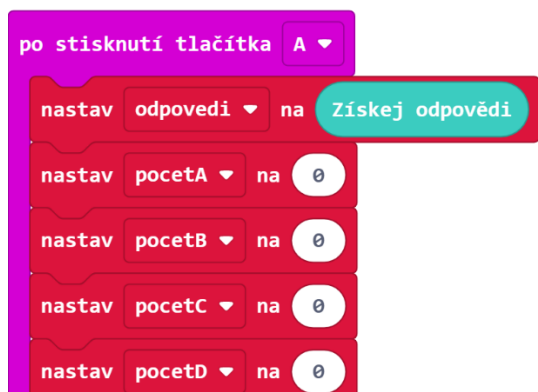 po stisknutí tlačítka A
nastav odpovedi na Získej odpovědi
nastav pocetA na 0
nastav pocetB na 0
nastav pocetC na 0
nastav pocetD na 0